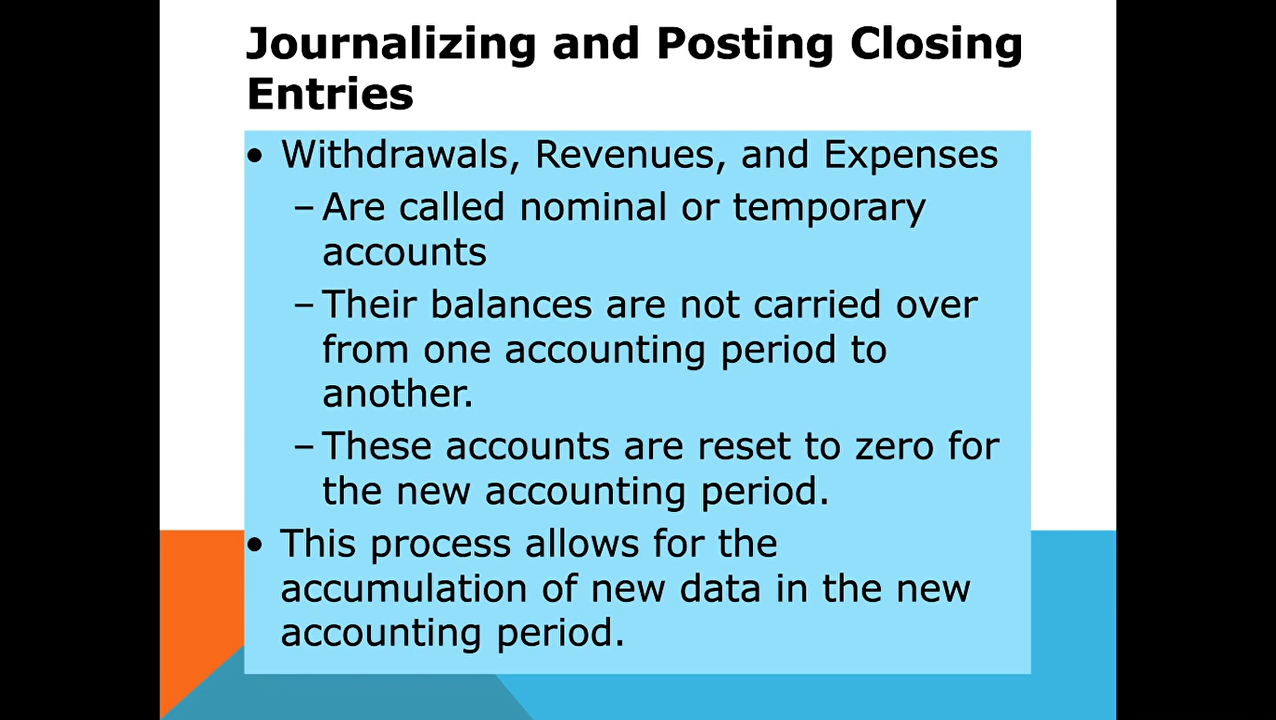 Journalizing and Posting Closing
Entries
• Withdrawals, Revenues, and Expenses
– Are called nominal or temporary
accounts
– Their balances are not carried over
from one accounting period to
another.
– These accounts are reset to zero for
the new accounting period.
• This process allows for the
accumulation of new data in the new
accounting period.